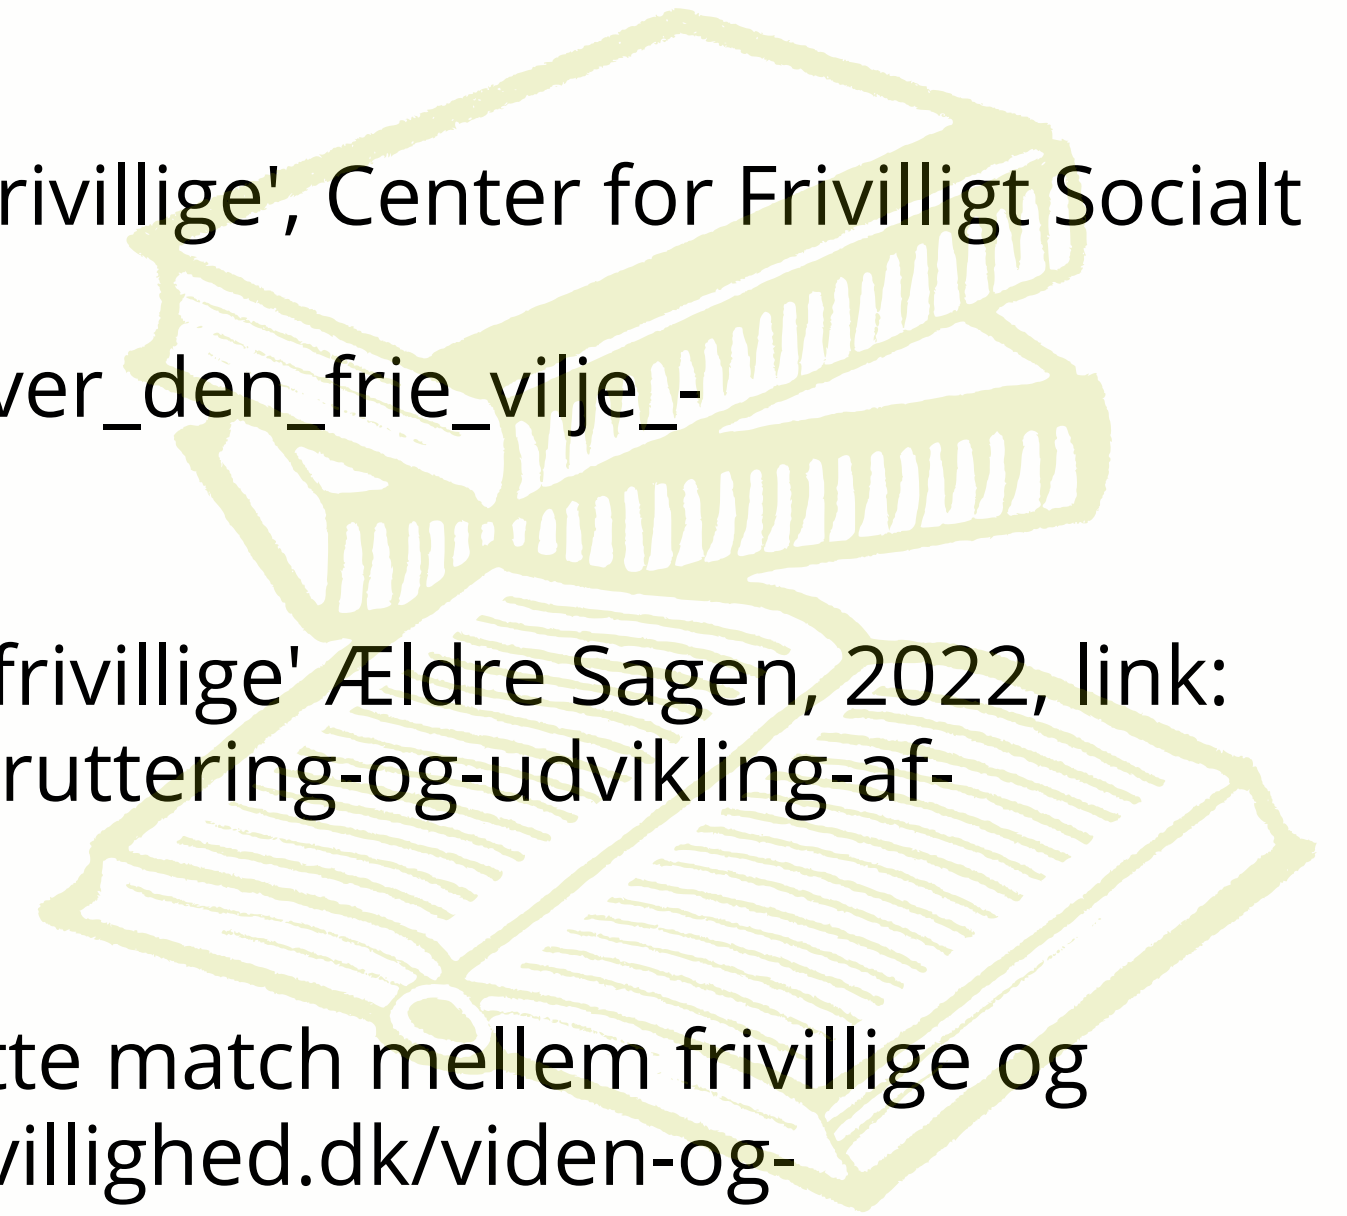 rivillige', Center for Frivilligt Socialt
ver_den_frie_vilje_-
frivillige' Ældre Sagen, 2022, link:
ruttering-og-udvikling-af-
tte match mellem frivillige og
villighed.dk/viden-og-